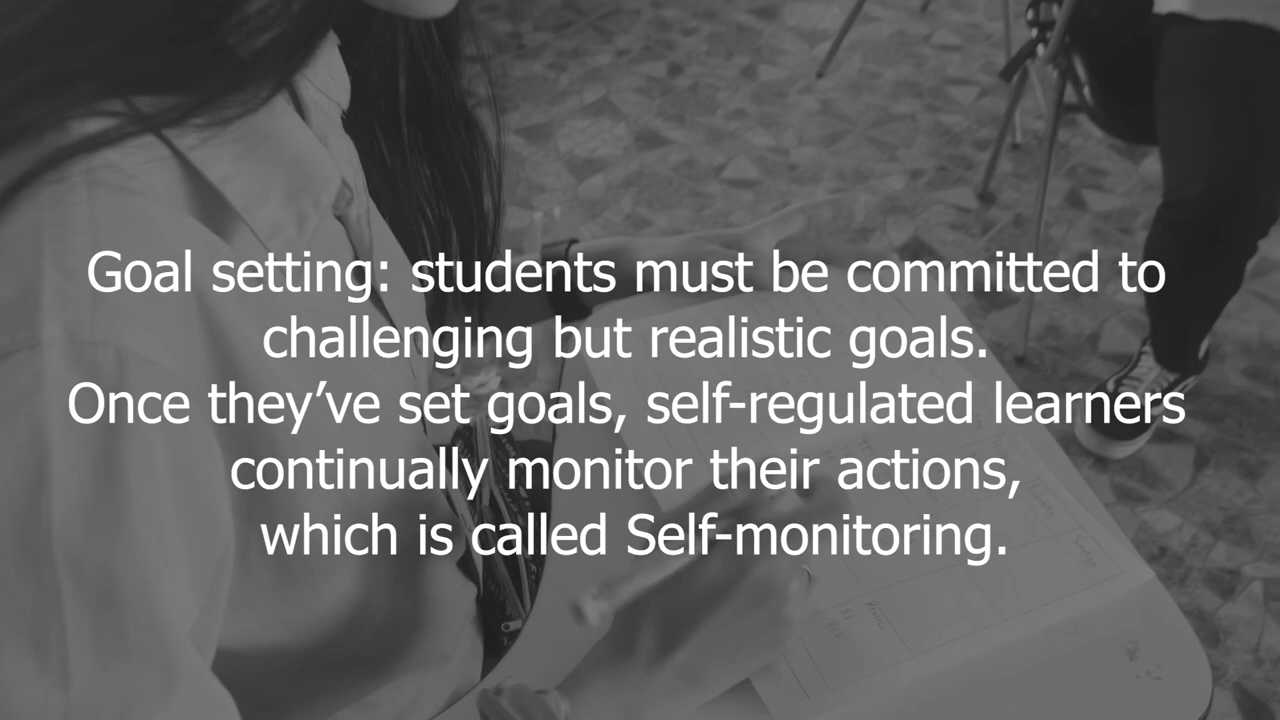 Goal setting: students must be committed to
challenging but realistic goals.
Once they’ve set goals, self-regulated learners
continually monitor their actions,
which is called Self-monitoring.